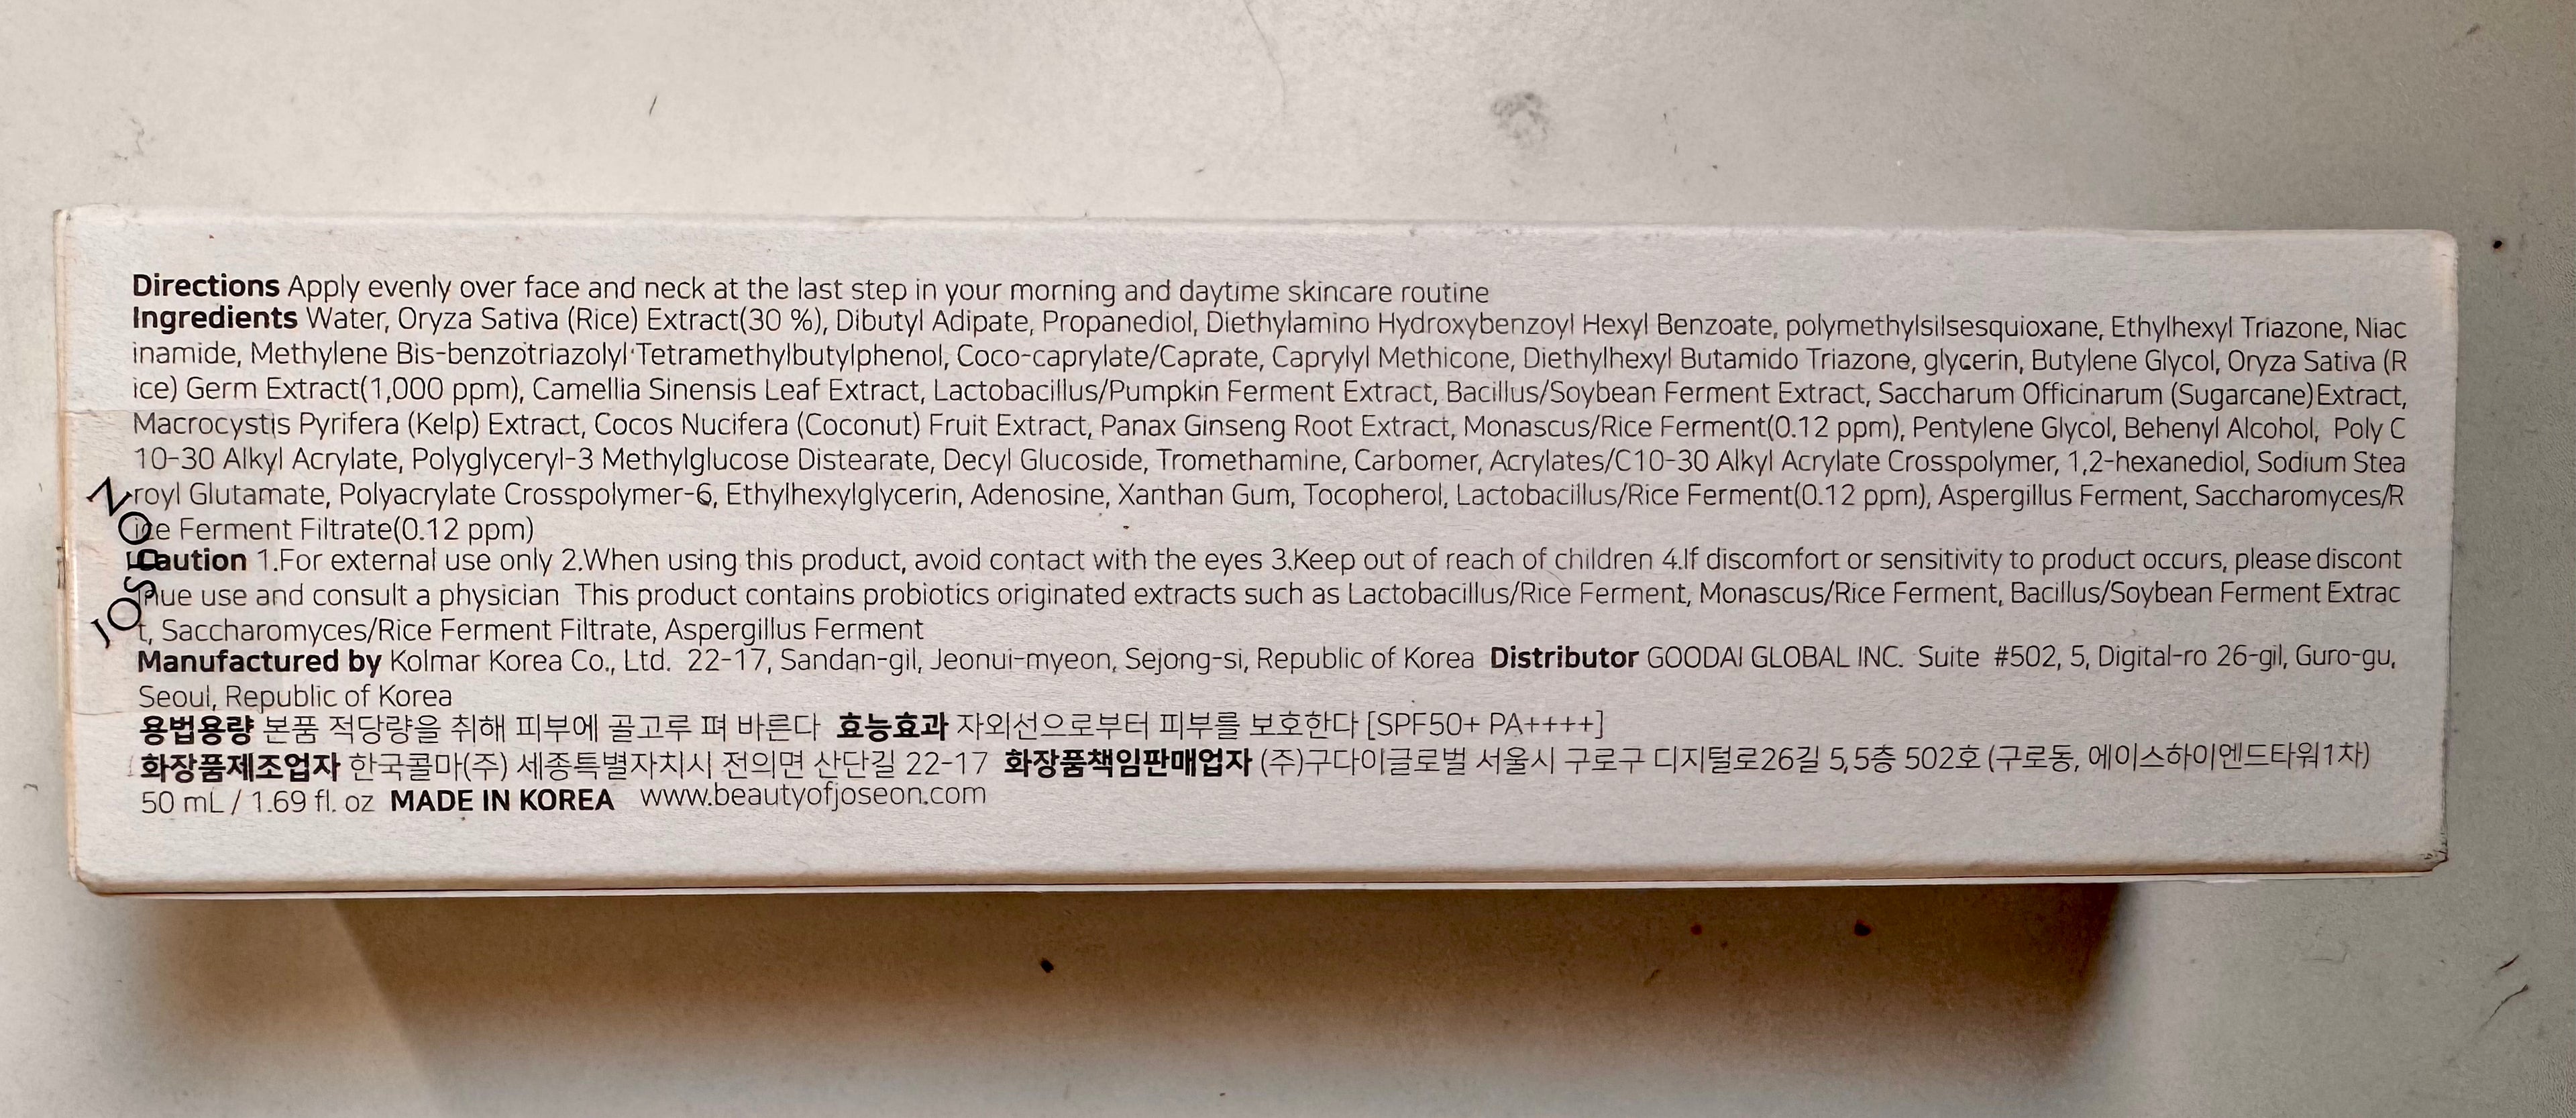 Directions Apply evenly over face and neck at the last step in your morning and daytime skincare routine
Ingredients Water, Oryza Sativa (Rice) Extract(30 %), Dibutyl Adipate, Propanediol, Diethylamino Hydroxybenzoyl Hexyl Benzoate, polymethylsilsesquioxane, Ethylhexyl Triazone, Niac
inamide, Methylene Bis-benzotriazolyl Tetramethylbutylphenol, Coco-caprylate/Caprate, Caprylyl Methicone, Diethylhexyl Butamido Triazone, glycerin, Butylene Glycol, Oryza Sativa (R
ice) Germ Extract(1,000 ppm), Camellia Sinensis Leaf Extract, Lactobacillus/Pumpkin Ferment Extract, Bacillus/Soybean Ferment Extract, Saccharum Officinarum (Sugarcane)Extract,
Macrocystis Pyrifera (Kelp) Extract, Cocos Nucifera (Coconut) Fruit Extract, Panax Ginseng Root Extract, Monascus/Rice Ferment(0.12 ppm), Pentylene Glycol, Behenyl Alcohol, Poly C
10-30 Alkyl Acrylate, Polyglyceryl-3 Methylglucose Distearate, Decyl Glucoside, Tromethamine, Carbomer, Acrylates/C10-30 Alkyl Acrylate Crosspolymer, 1,2-hexanediol, Sodium Stea
royl Glutamate, Polyacrylate Crosspolymer-6, Ethylhexylglycerin, Adenosine, Xanthan Gum, Tocopherol, Lactobacillus/Rice Ferment(0.12 ppm), Aspergillus Ferment, Saccharomyces/R
ice Ferment Filtrate(0.12 ppm)
Caution 1.For external use only 2.When using this product, avoid contact with the eyes 3.Keep out of reach of children 4.If discomfort or sensitivity to product occurs, please discont
inue use and consult a physician This product contains probiotics originated extracts such as Lactobacillus/Rice Ferment, Monascus/Rice Ferment, Bacillus/Soybean Ferment Extrac
t, Saccharomyces/Rice Ferment Filtrate, Aspergillus Ferment
Manufactured by Kolmar Korea Co., Ltd. 22-17, Sandan-gil, Jeonui-myeon, Sejong-si, Republic of Korea Distributor GOODAI GLOBAL INC. Suite #502, 5, Digital-ro 26-gil, Guro-gu,
Seoul, Republic of Korea
용법용량 본품 적당량을 취해 피부에 골고루 펴 바른다 효능효과 자외선으로부터 피부를 보호한다 [SPF50+ PA++++]
화장품제조업자 한국콜마(주) 세종특별자치시 전의면 산단길 22-17 화장품책임판매업자 (주)구다이글로벌 서울시 구로구 디지털로26길 5,5층 502호 (구로동, 에이스하이엔드타워1차)
50 mL / 1.69 fl. oz MADE IN KOREA www.beautyofjoseon.com
JOSEON